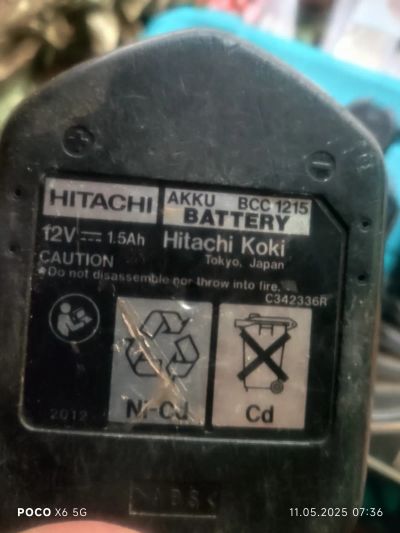 HITACHI AKKU BCC 1215
BATTERY
12V 1.5Ah Hitachi Koki
Tokyo, Japan
CAUTION
Do not disassemble nor throw into fire.
C342336R
Ni-Cd
Cd
2012
POCO X6 5G
11.05.2025 07:36